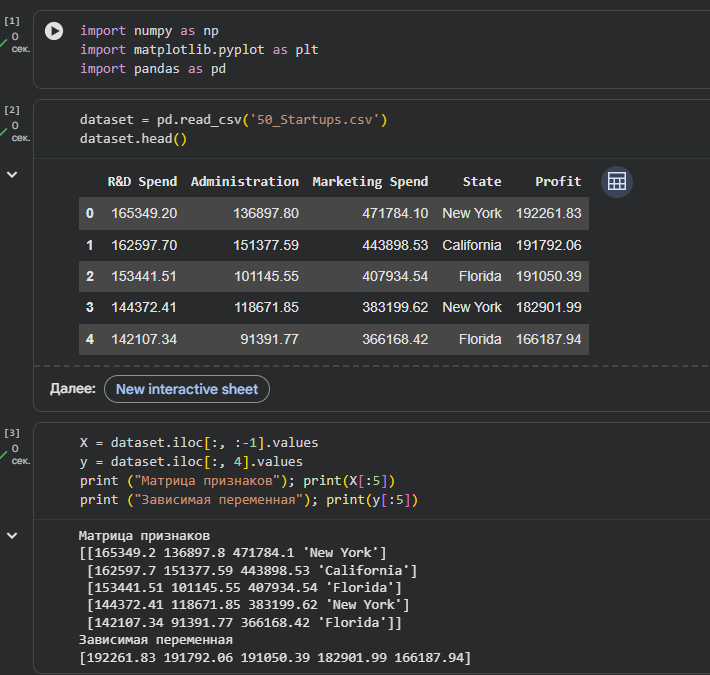 [1]
0
сек.
import numpy as np
import matplotlib.pyplot as plt
import pandas as pd
[2]
0
сек.
dataset = pd.read_csv('50_Startups.csv')
dataset.head()
R&D Spend Administration Marketing Spend State Profit
0 165349.20 136897.80 471784.10 New York 192261.83
1 162597.70 151377.59 443898.53 California 191792.06
2 153441.51 101145.55 407934.54 Florida 191050.39
3 144372.41 118671.85 383199.62 New York 182901.99
4 142107.34 91391.77 366168.42 Florida 166187.94
Далее: New interactive sheet
[3]
0
сек.
X = dataset.iloc[:, :-1].values
y = dataset.iloc[:, 4].values
print ("Матрица признаков"); print(X[:5])
print ("Зависимая переменная"); print(y[:5])
Матрица признаков
[[165349.2 136897.8 471784.1 'New York']
[162597.7 151377.59 443898.53 'California']
[153441.51 101145.55 407934.54 'Florida']
[144372.41 118671.85 383199.62 'New York']
[142107.34 91391.77 366168.42 'Florida']]
Зависимая переменная
[192261.83 191792.06 191050.39 182901.99 166187.94]